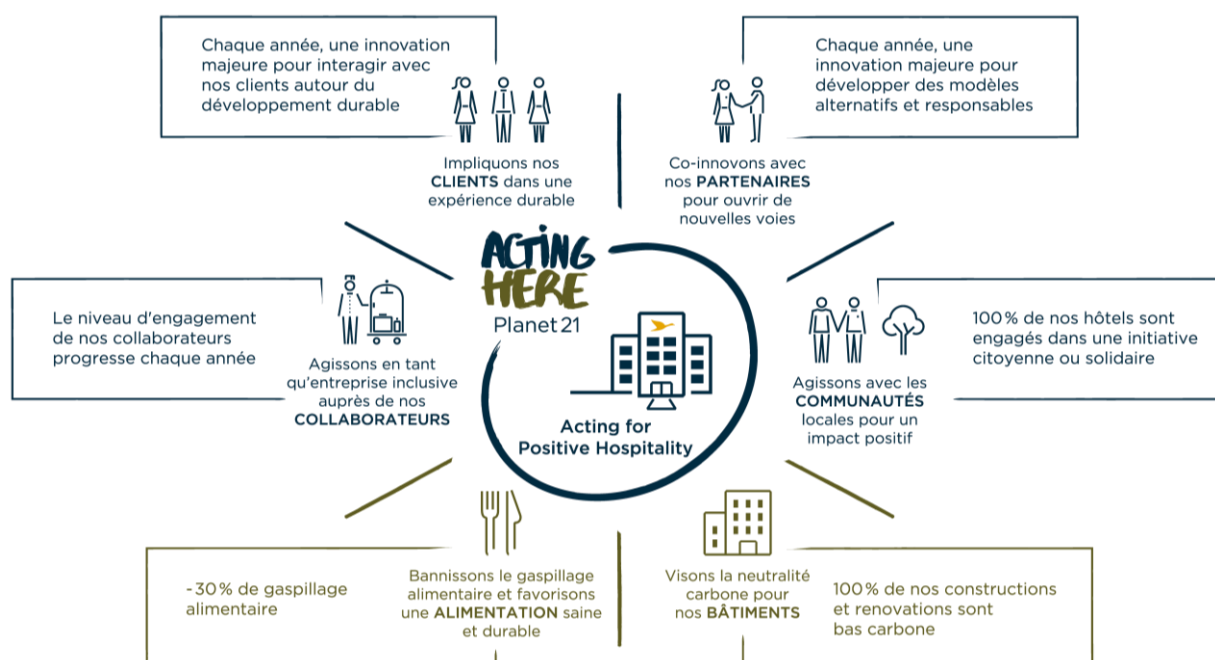 Chaque année, une innovation
majeure pour interagir avec
nos clients autour du
développement durable
Impliquons nos
CLIENTS dans une
expérience durable
Chaque année, une
innovation majeure pour
développer des modèles
alternatifs et responsables
Co-innovons avec
nos PARTENAIRES
pour ouvrir de
nouvelles voies
ACTING
HERE
Planet 21
Acting for
Positive Hospitality
Le niveau d'engagement
de nos collaborateurs
progresse chaque année
Agissons en tant
qu'entreprise inclusive
auprès de nos
COLLABORATEURS
100% de nos hôtels sont
engagés dans une initiative
citoyenne ou solidaire
Agissons avec les
COMMUNAUTÉS
locales pour un
impact positif
-30% de gaspillage
alimentaire
Bannissons le gaspillage
alimentaire et favorisons
une ALIMENTATION saine
et durable
Visons la neutralité
carbone pour
nos BÂTIMENTS
100% de nos constructions
et renovations sont
bas carbone